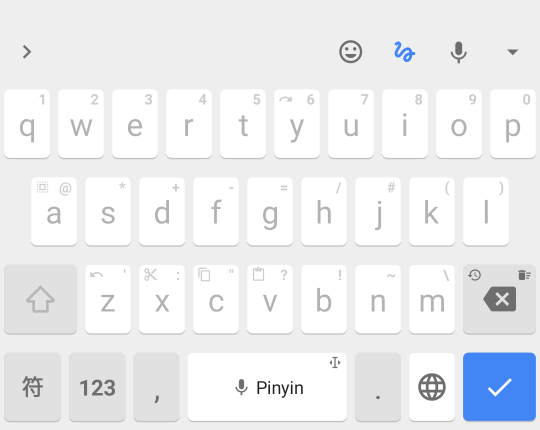 1 2 3 4 5 6 7 8 9 0
q w e r t y u i o p
@ * + - = / # ( )
a s d f g h j k l
' : " ? ! ~ \
z x c v b n m
符 123 , Pinyin .